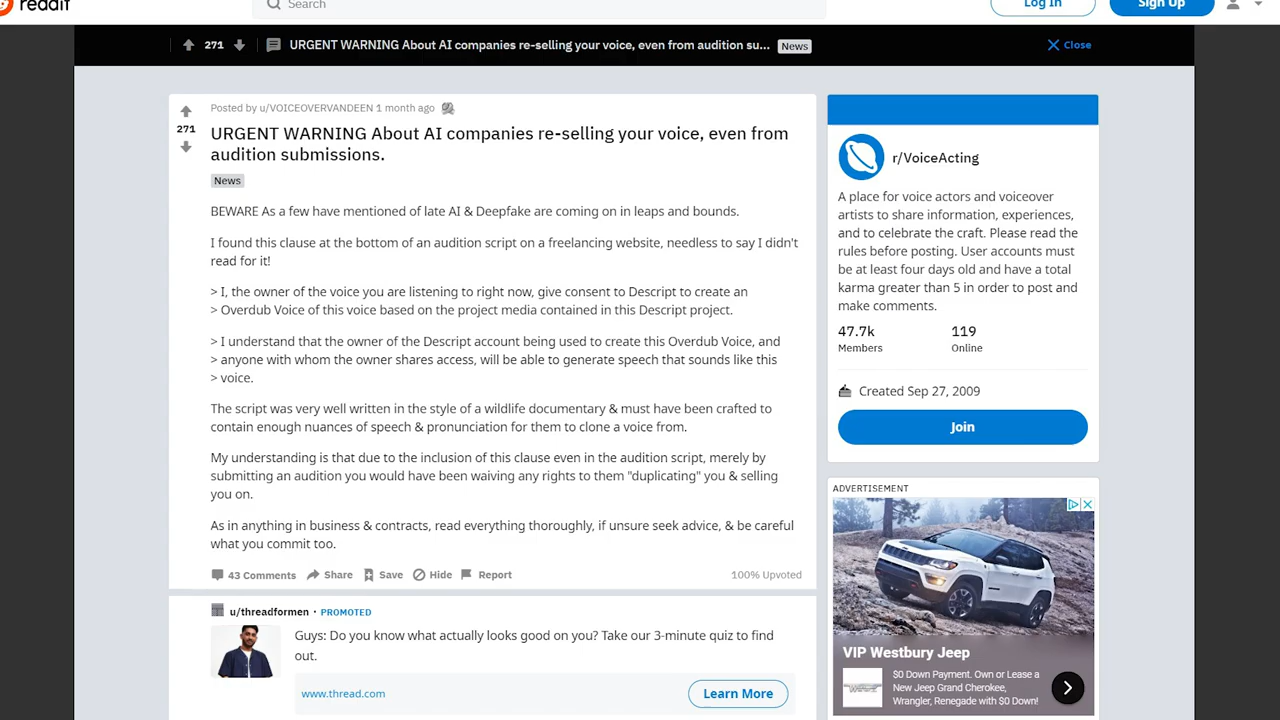 reddit
Search
Log In
Sign Up
271
URGENT WARNING About AI companies re-selling your voice, even from audition su...
News
Close
Posted by u/VOICEOVERVANDEEN 1 month ago
271
URGENT WARNING About AI companies re-selling your voice, even from
audition submissions.
News
BEWARE As a few have mentioned of late AI & Deepfake are coming on in leaps and bounds.
I found this clause at the bottom of an audition script on a freelancing website, needless to say I didn't
read for it!
> I, the owner of the voice you are listening to right now, give consent to Descript to create an
> Overdub Voice of this voice based on the project media contained in this Descript project.
> I understand that the owner of the Descript account being used to create this Overdub Voice, and
> anyone with whom the owner shares access, will be able to generate speech that sounds like this
> voice.
The script was very well written in the style of a wildlife documentary & must have been crafted to
contain enough nuances of speech & pronunciation for them to clone a voice from.
My understanding is that due to the inclusion of this clause even in the audition script, merely by
submitting an audition you would have been waiving any rights to them "duplicating" you & selling
you on.
As in anything in business & contracts, read everything thoroughly, if unsure seek advice, & be careful
what you commit too.
43 Comments
Share
Save
Hide
Report
100% Upvoted
u/threadformen · PROMOTED
Guys: Do you know what actually looks good on you? Take our 3-minute quiz to find
out.
www.thread.com
Learn More
r/VoiceActing
A place for voice actors and voiceover
artists to share information, experiences,
and to celebrate the craft. Please read the
rules before posting. User accounts must
be at least four days old and have a total
karma greater than 5 in order to post and
make comments.
47.7k
119
Members
Online
Created Sep 27, 2009
Join
ADVERTISEMENT
VIP Westbury Jeep
$0 Down Payment. Own or Lease a
New Jeep Grand Cherokee,
Wrangler, Renegade with $0 Down!